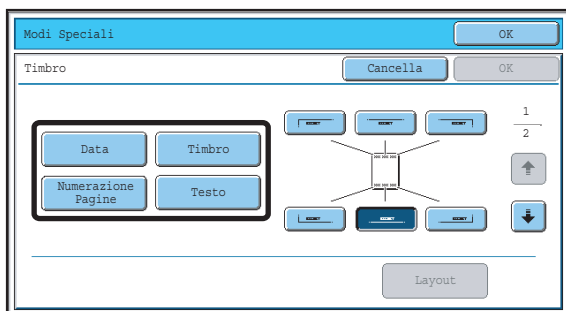 Modi Speciali
OK
Timbro
Cancella
OK
1
2
Data
Timbro
Numerazione
Pagine
Testo
Layout